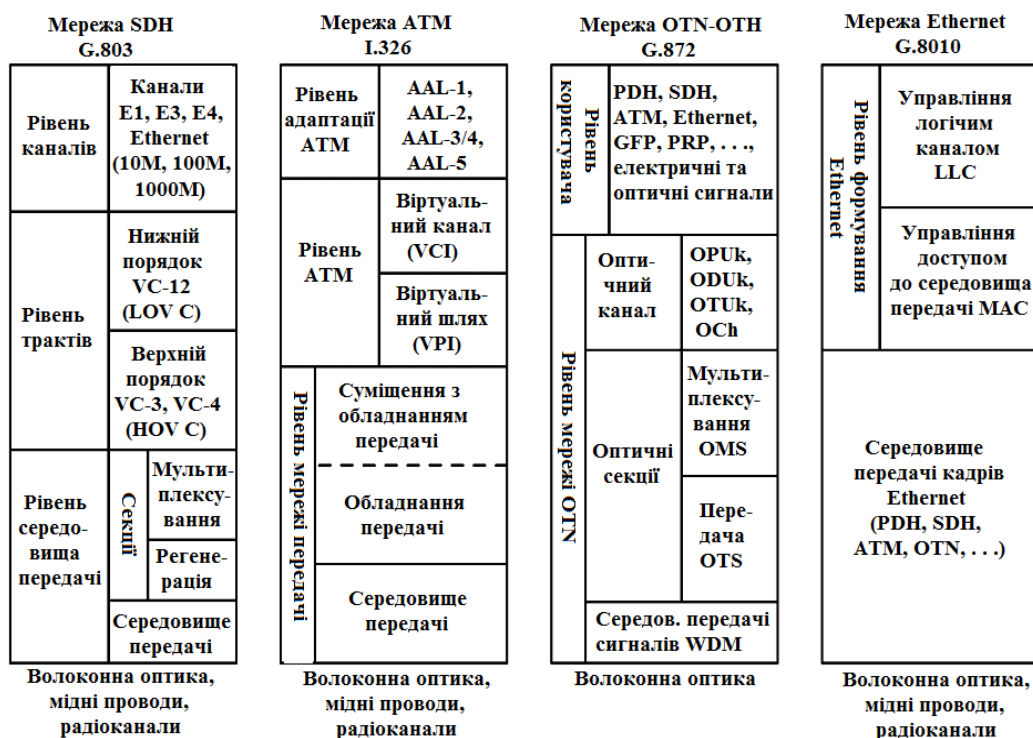 Мережа SDH
G.803
Рівень
каналів
Канали
E1, E3, E4,
Ethernet
(10M, 100M,
1000M)
Рівень
трактів
Нижній
порядок
VC-12
(LOV C)
Верхній
порядок
VC-3, VC-4
(HOV C)
Рівень
середо-
вища
передачі
Секції
Мульти-
плексу-
вання
Регене-
рація
Середовище
передачі
Волоконна оптика,
мідні проводи,
радіоканали
Мережа ATM
I.326
Рівень
адаптації
ATM
AAL-1,
AAL-2,
AAL-3/4,
AAL-5
Рівень
ATM
Віртуаль-
ний канал
(VCI)
Віртуаль-
ний шлях
(VPI)
Рівень мережі передачі
Суміщення з
обладнанням
передачі
Обладнання
передачі
Середовище
передачі
Волоконна оптика,
мідні проводи,
радіоканали
Мережа OTN-OTH
G.872
Рівень
користувача
PDH, SDH,
ATM, Ethernet,
GFP, PRP, . . .,
електричні та
оптичні сигнали
Рівень мережі OTN
Опти-
чний
канал
OPUk,
ODUk,
OTUk,
OCh
Оптичні
секції
Мульти-
плексу-
вання
OMS
Пере-
дача
OTS
Середов. передачі
сигналів WDM
Волоконна оптика
Мережа Ethernet
G.8010
Рівень формування
Ethernet
Управління
логічим
каналом
LLC
Управління
доступом
до середовища
передачі MAC
Середовище
передачі кадрів
Ethernet
(PDH, SDH,
ATM, OTN, . . .)
Волоконна оптика,
мідні проводи,
радіоканали